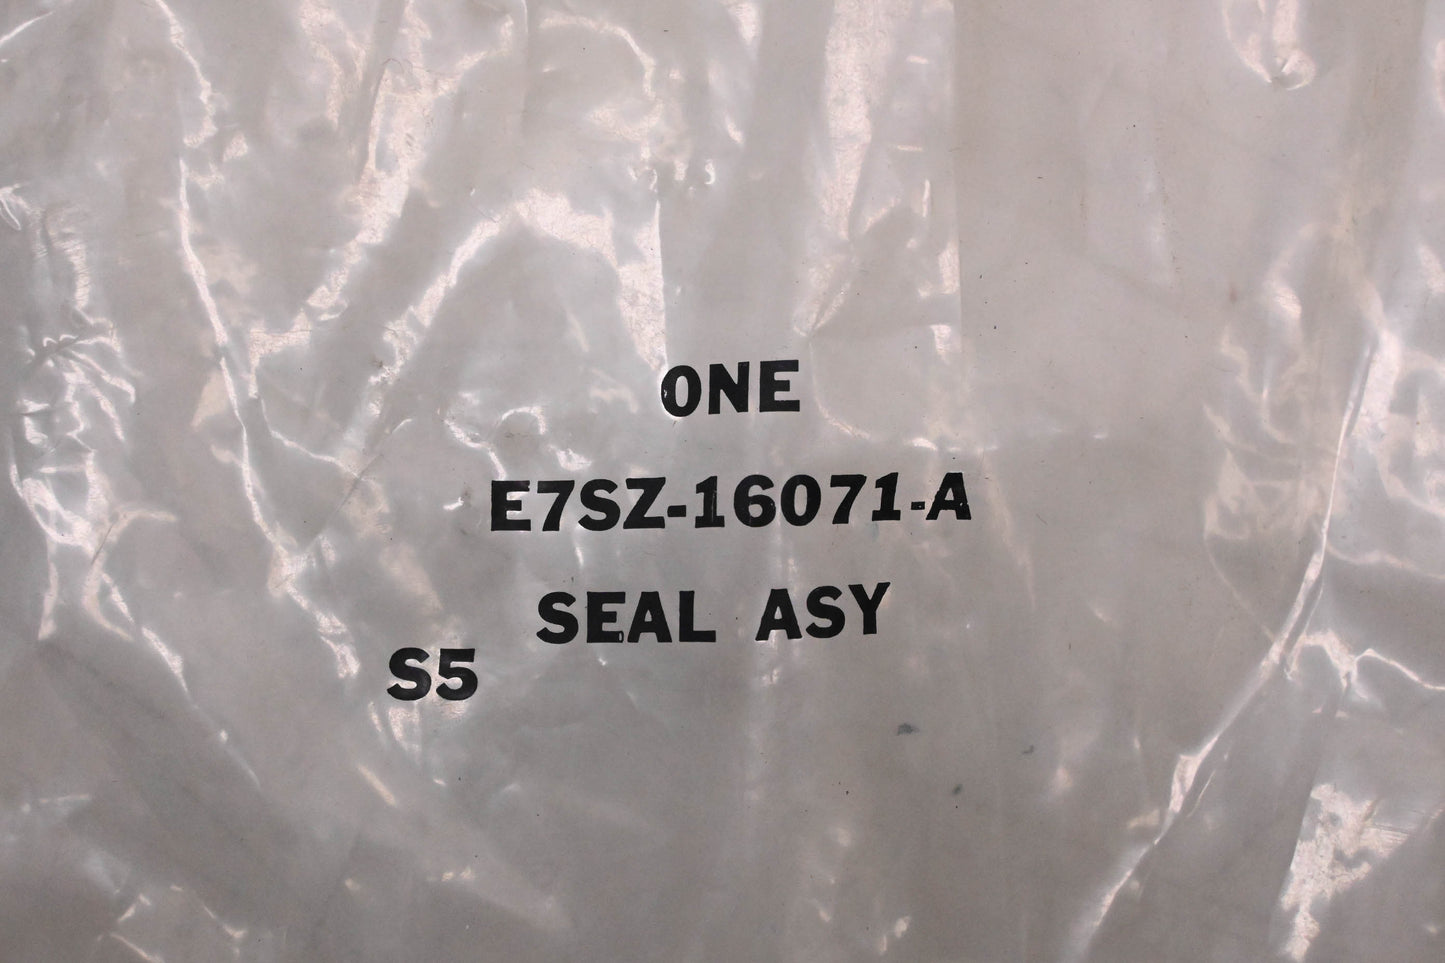 ONE
E7SZ-16071-A
SEAL ASY
S5